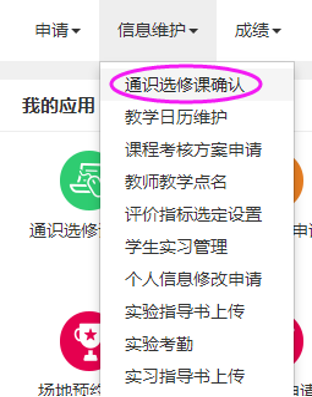 申请 信息维护 成绩
通识选修课确认
我的应用
教学日历维护
课程考核方案申请
教师教学点名
评价指标选定设置
通识选修
申
学生实习管理
个人信息修改申请
实验指导书上传
实验考勤
实习指导书上传
场地预约
申请